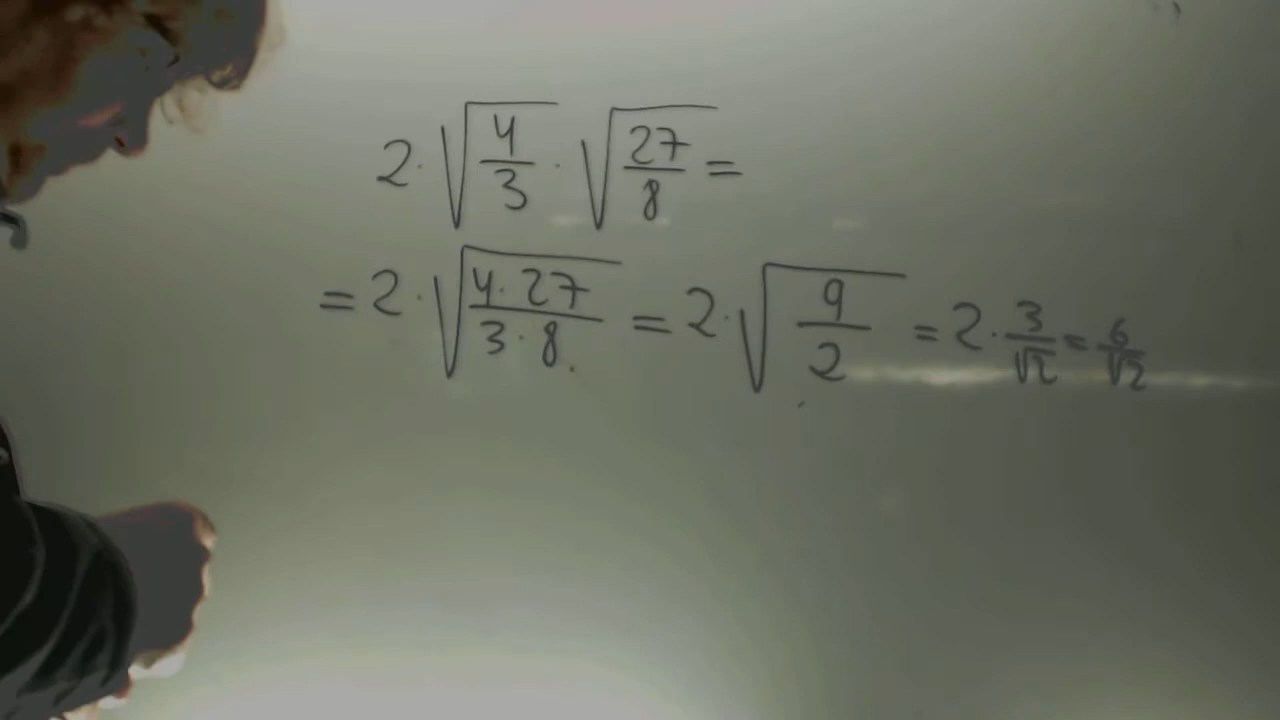 2·√(4/3)·√(27/8) =
= 2·√((4·27)/(3·8)) = 2·√(9/2) = 2·3/√2 = 6/√2